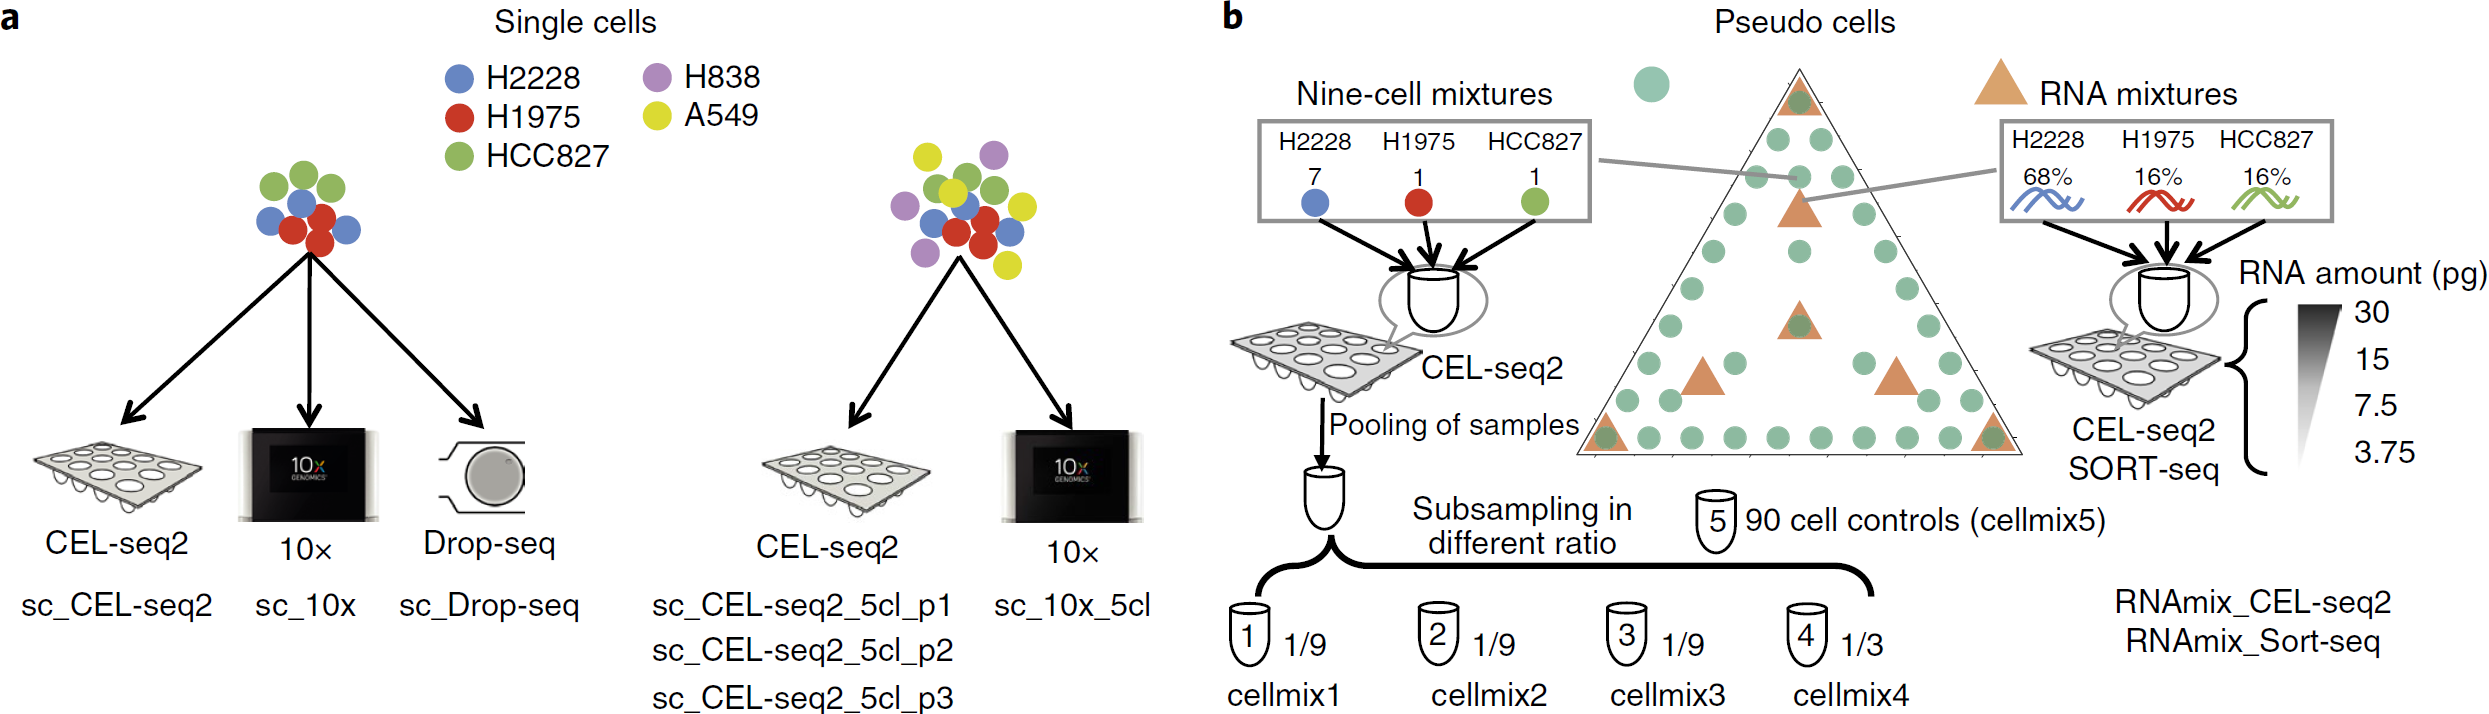 a
Single cells
H2228
H1975
HCC827
H838
A549
10x
GENOMICS
10x
GENOMICS
CEL-seq2
10×
Drop-seq
CEL-seq2
10×
sc_CEL-seq2
sc_10x
sc_Drop-seq
sc_CEL-seq2_5cl_p1
sc_CEL-seq2_5cl_p2
sc_CEL-seq2_5cl_p3
sc_10x_5cl
b
Pseudo cells
Nine-cell mixtures
H2228 H1975 HCC827
7 1 1
CEL-seq2
Pooling of samples
RNA mixtures
H2228 H1975 HCC827
68% 16% 16%
RNA amount (pg)
30
15
7.5
3.75
CEL-seq2
SORT-seq
Subsampling in
different ratio
5 90 cell controls (cellmix5)
1 1/9
2 1/9
3 1/9
4 1/3
cellmix1
cellmix2
cellmix3
cellmix4
RNAmix_CEL-seq2
RNAmix_Sort-seq